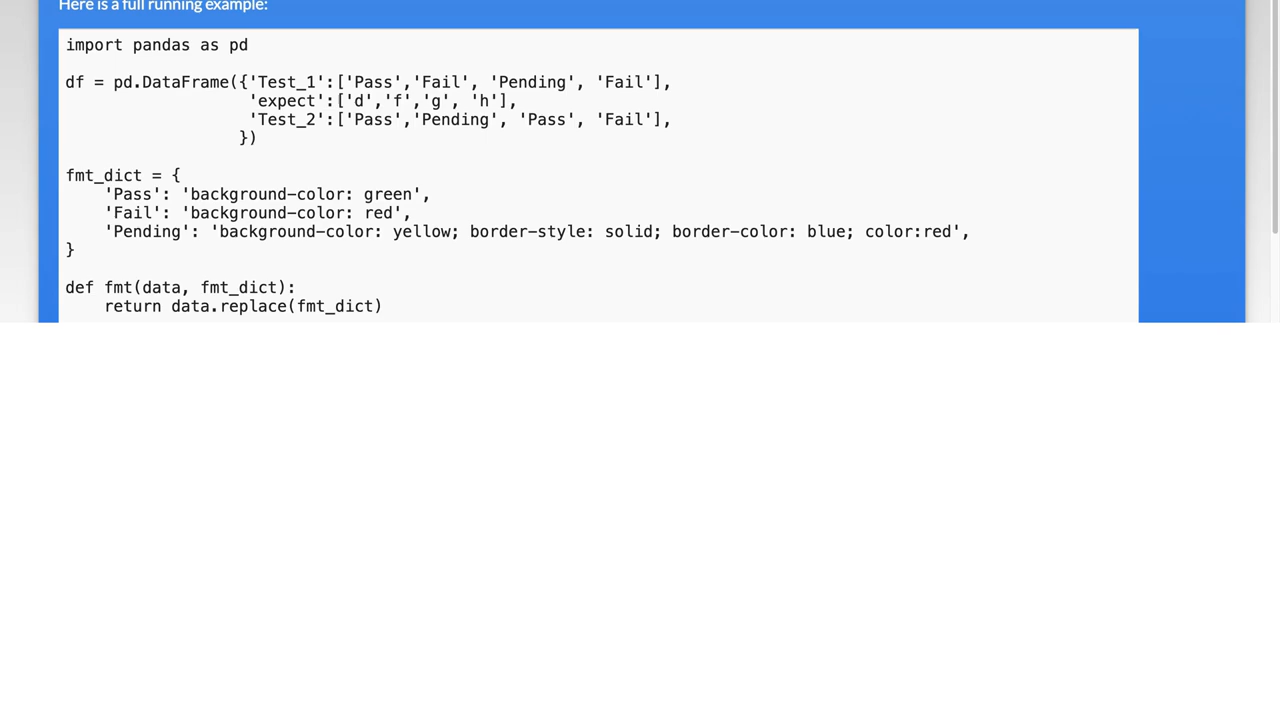 Here is a full running example:
import pandas as pd
df = pd.DataFrame({'Test_1':['Pass','Fail', 'Pending', 'Fail'],
                   'expect':['d','f','g', 'h'],
                   'Test_2':['Pass','Pending', 'Pass', 'Fail'],
                  })
fmt_dict = {
    'Pass': 'background-color: green',
    'Fail': 'background-color: red',
    'Pending': 'background-color: yellow; border-style: solid; border-color: blue; color:red',
}
def fmt(data, fmt_dict):
    return data.replace(fmt_dict)